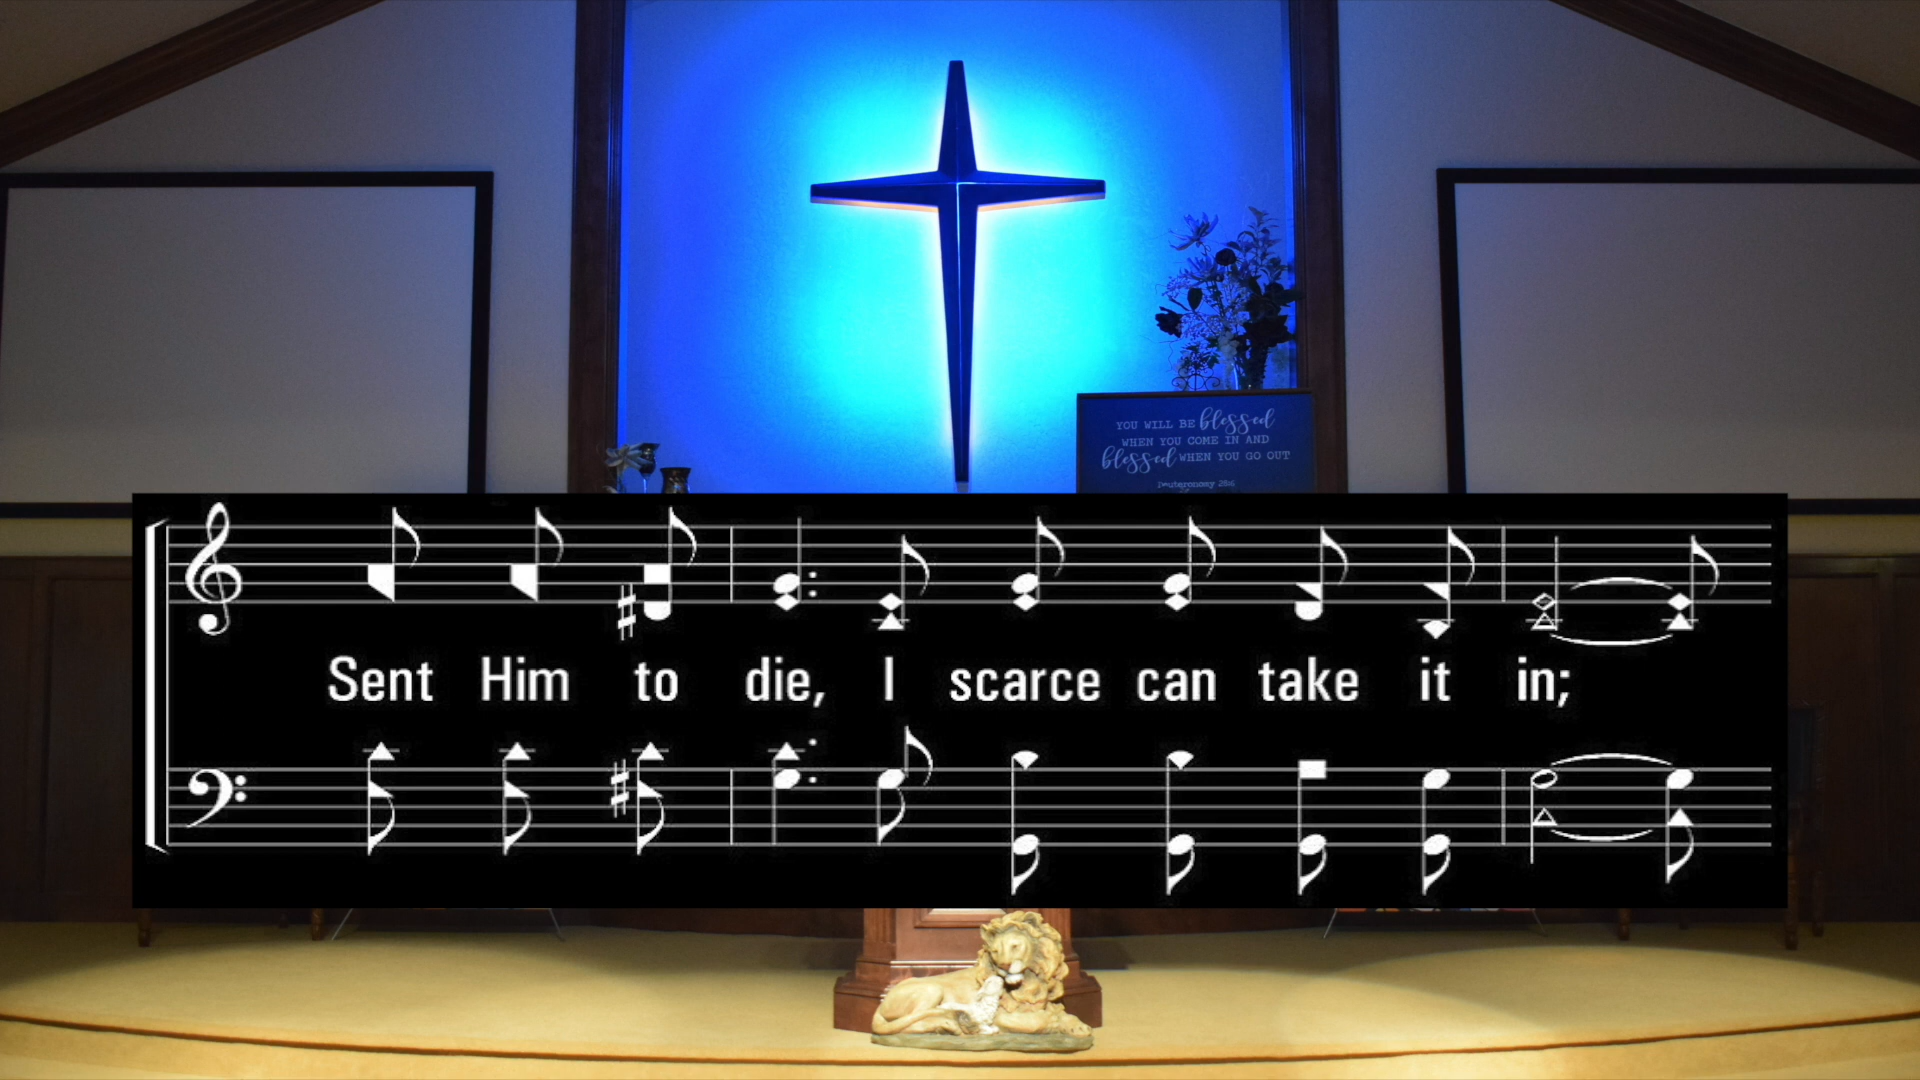 YOU WILL BE blessed
WHEN YOU COME IN AND
blessed WHEN YOU GO OUT
Deuteronomy 28:6
Sent Him to die, I scarce can take it in;